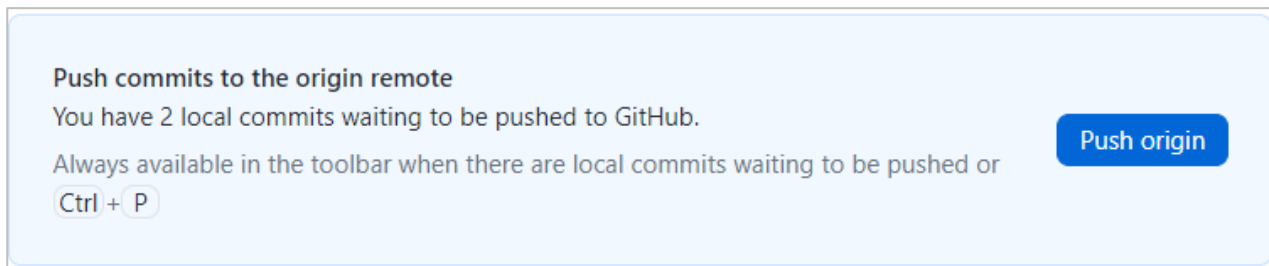 Push commits to the origin remote
You have 2 local commits waiting to be pushed to GitHub.
Always available in the toolbar when there are local commits waiting to be pushed or
Ctrl + P
Push origin